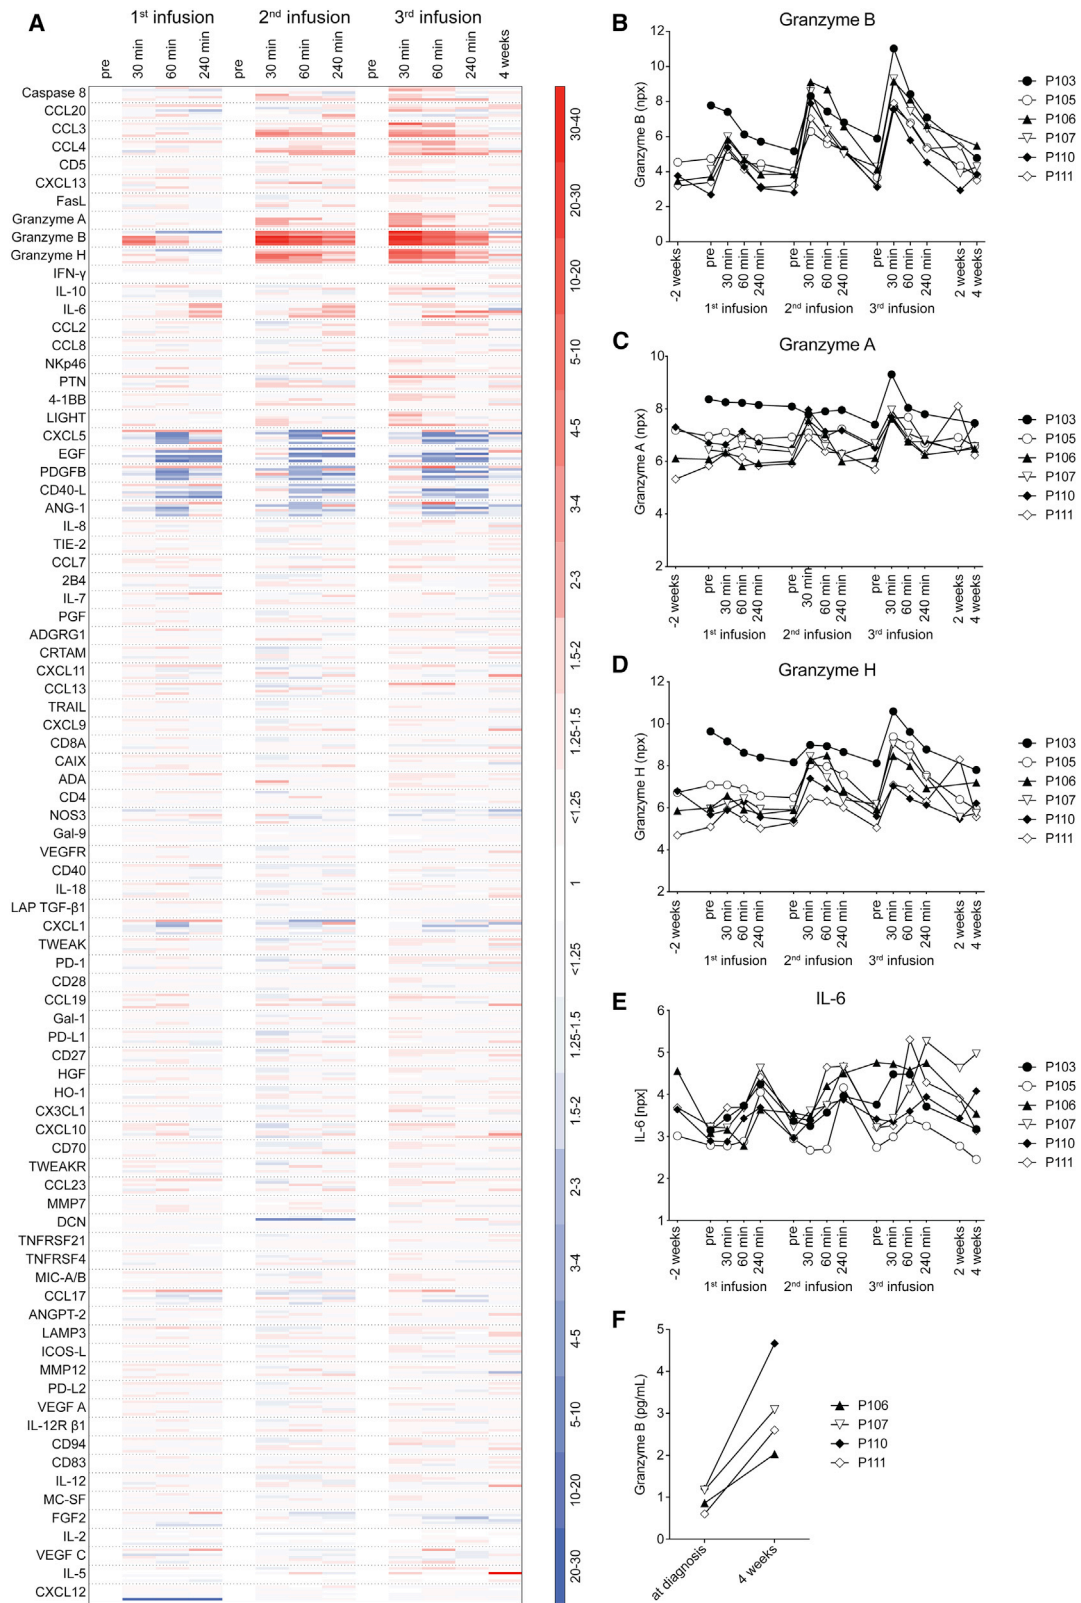 A
1st infusion
2nd infusion
3rd infusion
pre
30 min
60 min
240 min
pre
30 min
60 min
240 min
pre
30 min
60 min
240 min
4 weeks
Caspase 8
CCL20
CCL3
CCL4
CD5
CXCL13
FasL
Granzyme A
Granzyme B
Granzyme H
IFN-γ
IL-10
IL-6
CCL2
CCL8
NKp46
PTN
4-1BB
LIGHT
CXCL5
EGF
PDGFB
CD40-L
ANG-1
IL-8
TIE-2
CCL7
2B4
IL-7
PGF
ADGRG1
CRTAM
CXCL11
CCL13
TRAIL
CXCL9
CD8A
CAIX
ADA
CD4
NOS3
Gal-9
VEGFR
CD40
IL-18
LAP TGF-β1
CXCL1
TWEAK
PD-1
CD28
CCL19
Gal-1
PD-L1
CD27
HGF
HO-1
CX3CL1
CXCL10
CD70
TWEAKR
CCL23
MMP7
DCN
TNFRSF21
TNFRSF4
MIC-A/B
CCL17
ANGPT-2
LAMP3
ICOS-L
MMP12
PD-L2
VEGF A
IL-12R β1
CD94
CD83
IL-12
MC-SF
FGF2
IL-2
VEGF C
IL-5
CXCL12
30-40
20-30
10-20
5-10
4-5
3-4
2-3
1.5-2
1.25-1.5
<1.25
1
<1.25
1.25-1.5
1.5-2
2-3
3-4
4-5
5-10
10-20
20-30
B
Granzyme B
Granzyme B (npx)
12
10
8
6
4
2
0
-2 weeks
pre
30 min
60 min
240 min
pre
30 min
60 min
240 min
pre
30 min
60 min
240 min
2 weeks
4 weeks
1st infusion
2nd infusion
3rd infusion
P103
P105
P106
P107
P110
P111
C
Granzyme A
Granzyme A (npx)
10
8
6
4
2
-2 weeks
pre
30 min
60 min
240 min
pre
30 min
60 min
240 min
pre
30 min
60 min
240 min
2 weeks
4 weeks
1st infusion
2nd infusion
3rd infusion
P103
P105
P106
P107
P110
P111
D
Granzyme H
Granzyme H (npx)
12
10
8
6
4
2
-2 weeks
pre
30 min
60 min
240 min
pre
30 min
60 min
240 min
pre
30 min
60 min
240 min
2 weeks
4 weeks
1st infusion
2nd infusion
3rd infusion
P103
P105
P106
P107
P110
P111
E
IL-6
IL-6 [npx]
6
5
4
3
2
1
-2 weeks
pre
30 min
60 min
240 min
pre
30 min
60 min
240 min
pre
30 min
60 min
240 min
2 weeks
4 weeks
1st infusion
2nd infusion
3rd infusion
P103
P105
P106
P107
P110
P111
F
Granzyme B (pg/mL)
5
4
3
2
1
0
at diagnosis
4 weeks
P106
P107
P110
P111